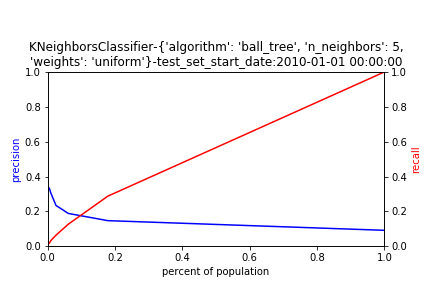 KNeighborsClassifier-{'algorithm': 'ball_tree', 'n_neighbors': 5,
'weights': 'uniform'}-test_set_start_date:2010-01-01 00:00:00
1.0
0.8
0.6
0.4
0.2
0.0
precision
1.0
0.8
0.6
0.4
0.2
0.0
recall
0.0 0.2 0.4 0.6 0.8 1.0
percent of population